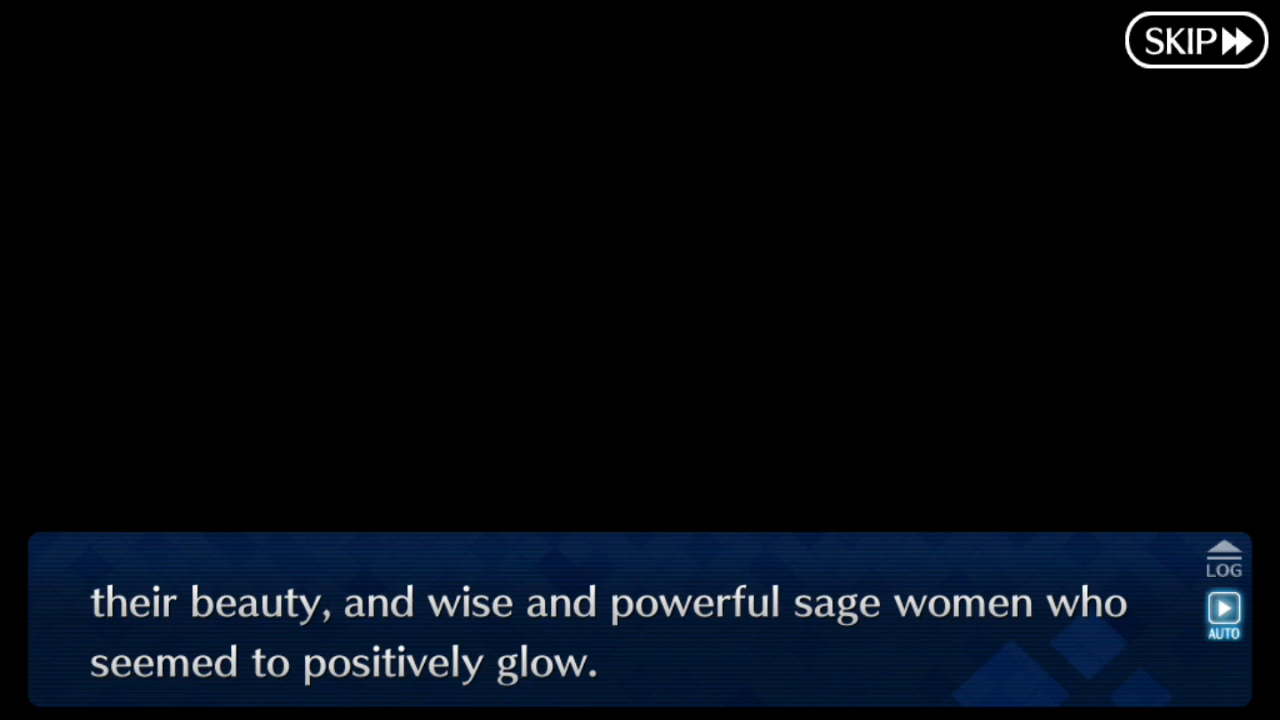 SKIP
LOG
their beauty, and wise and powerful sage women who
AUTO
seemed to positively glow.